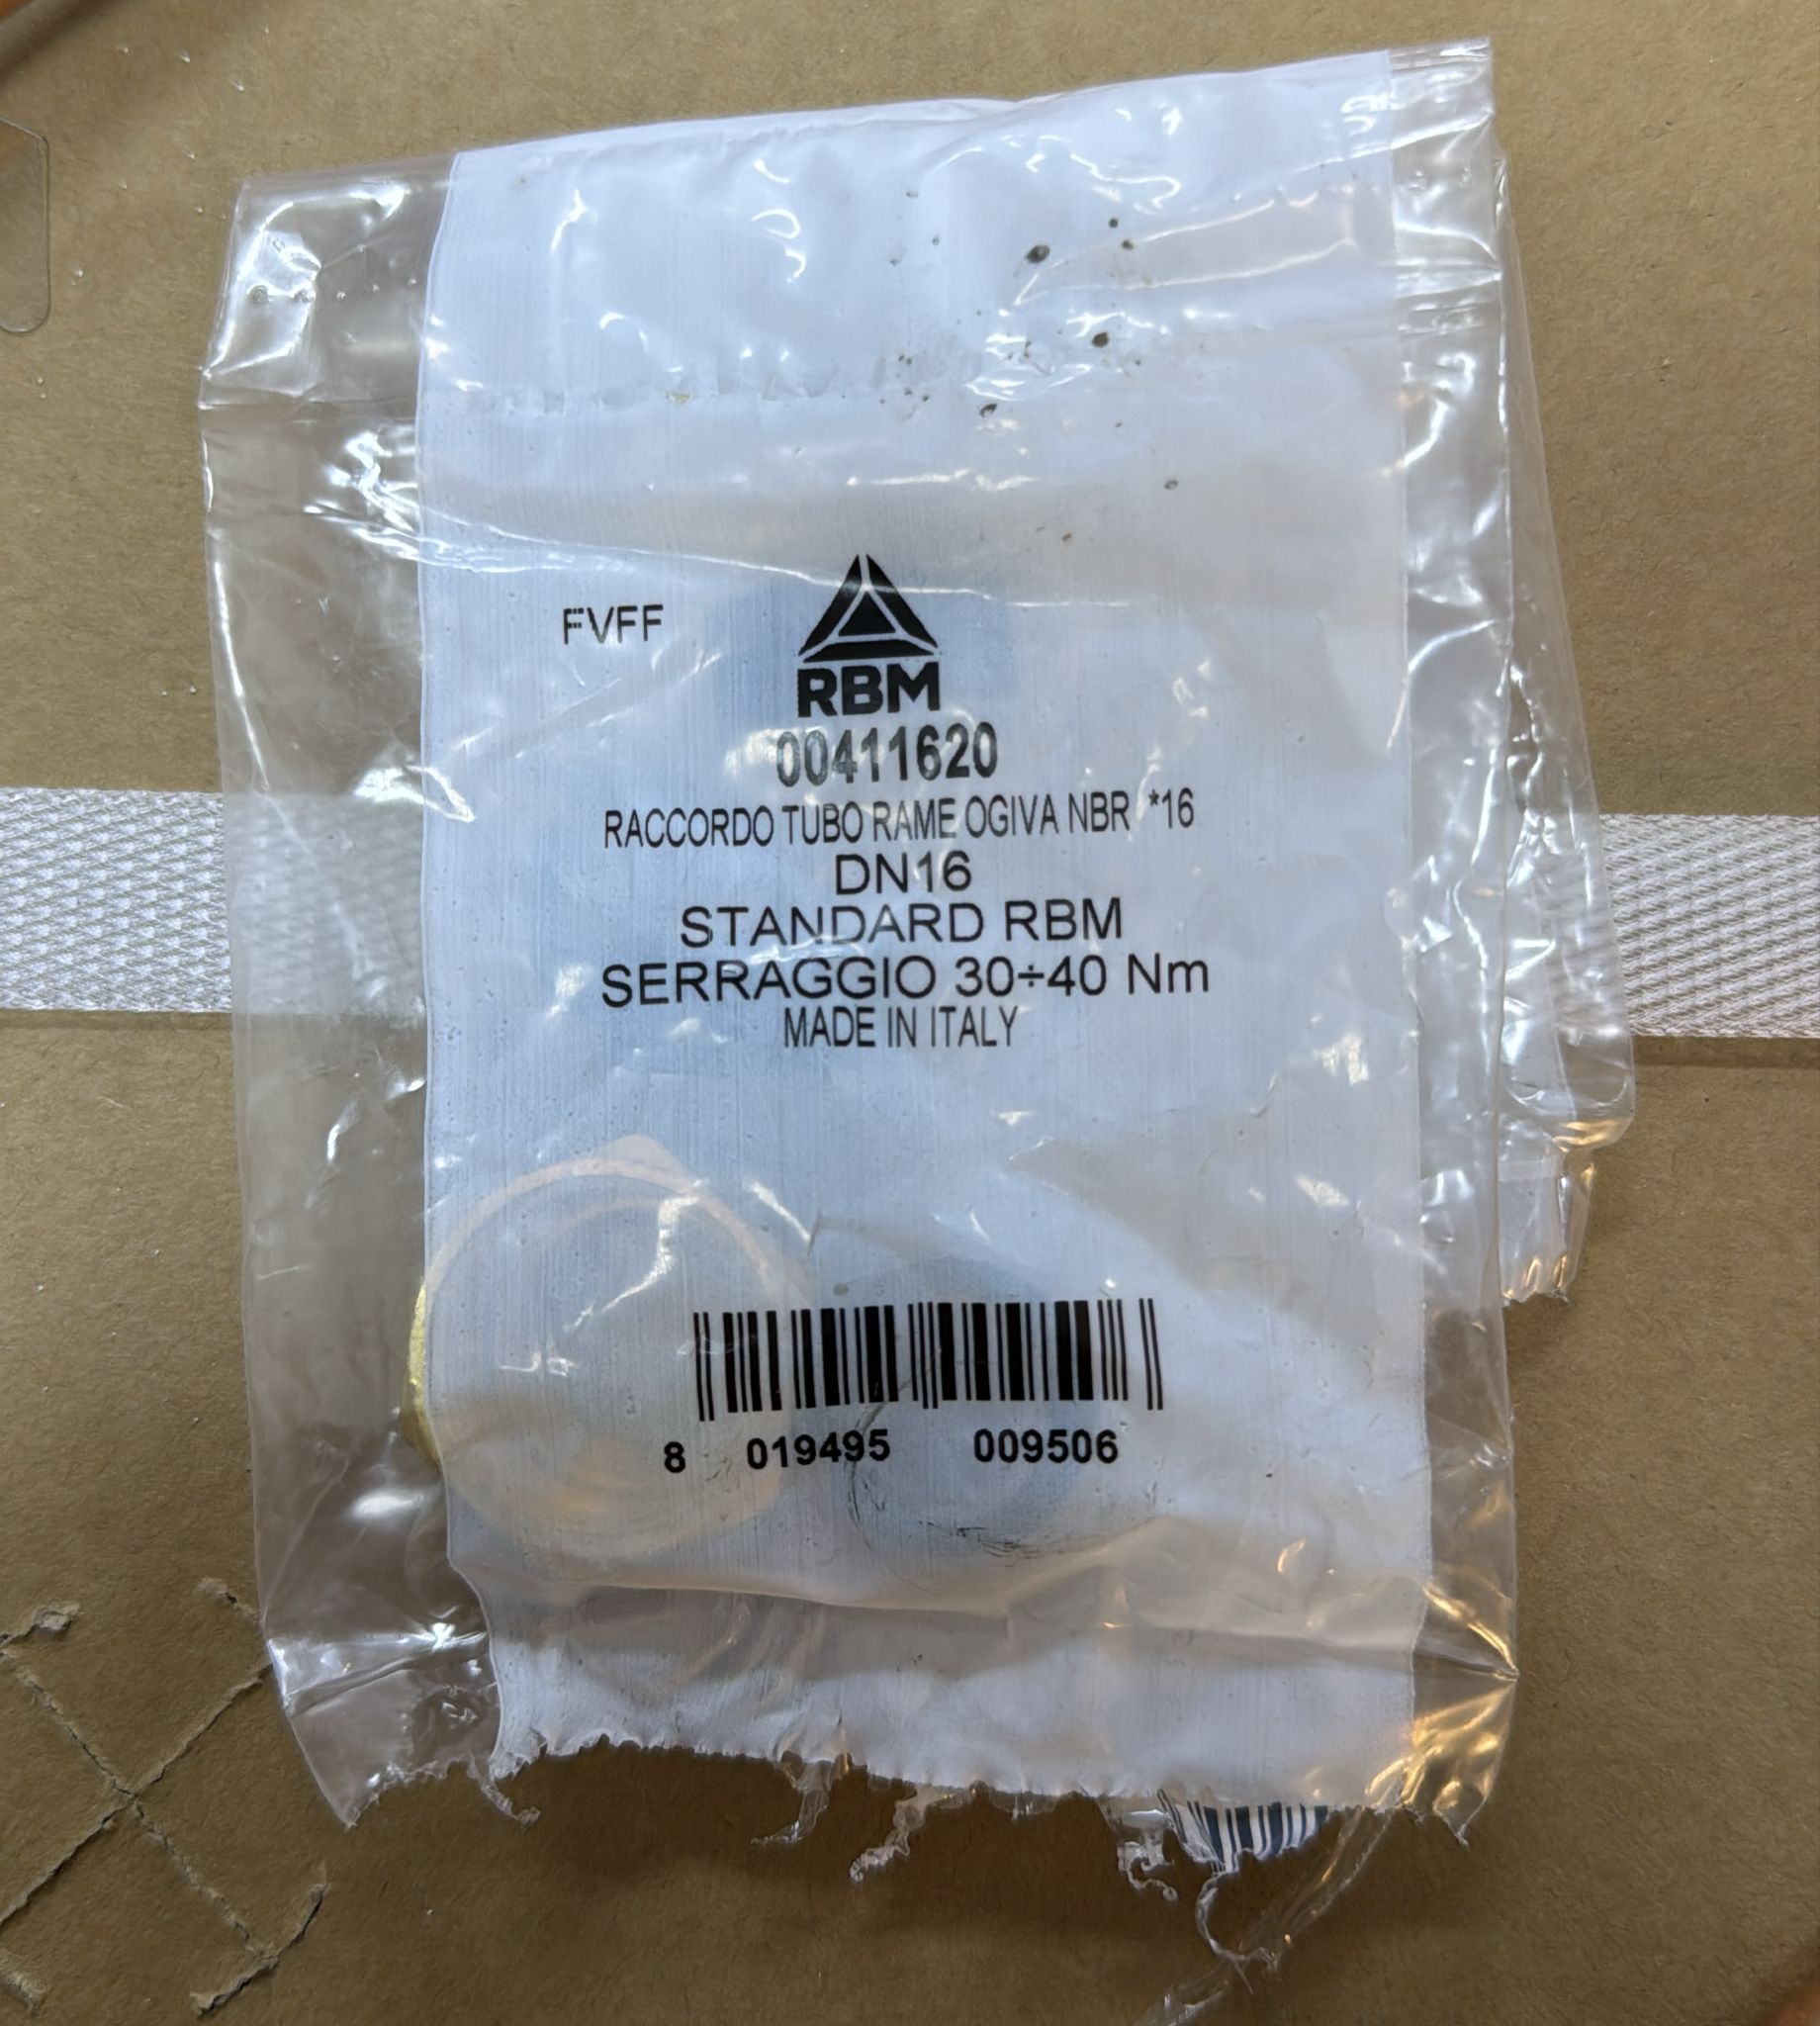 FVFF
RBM
00411620
RACCORDO TUBO RAME OGIVA NBR *16
DN16
STANDARD RBM
SERRAGGIO 30÷40 Nm
MADE IN ITALY
8 019495 009506